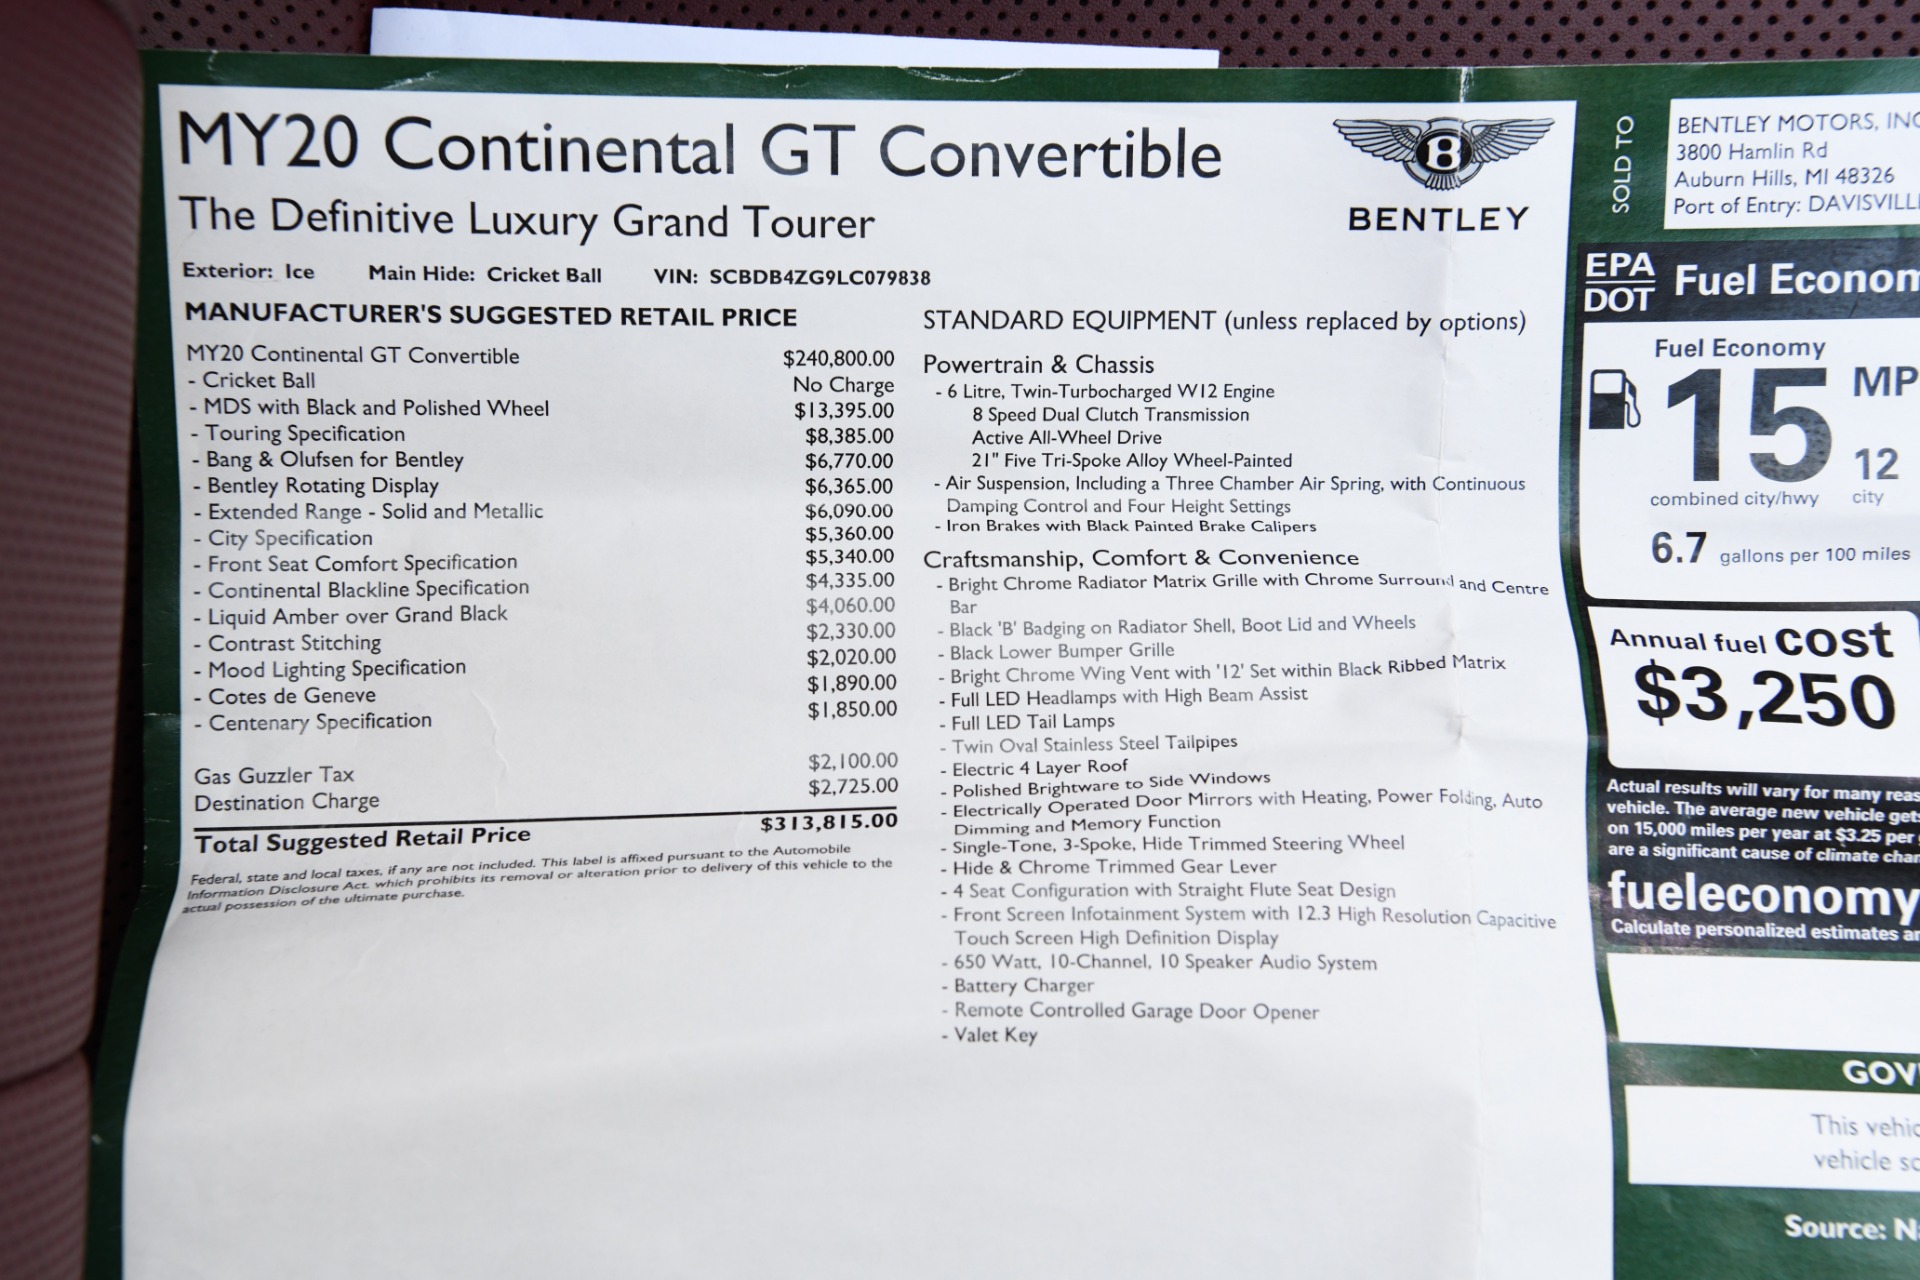 MY20 Continental GT Convertible
The Definitive Luxury Grand Tourer
B
BENTLEY
Exterior: Ice Main Hide: Cricket Ball VIN: SCBDB4ZG9LC079838
MANUFACTURER'S SUGGESTED RETAIL PRICE
MY20 Continental GT Convertible $240,800.00
- Cricket Ball No Charge
- MDS with Black and Polished Wheel $13,395.00
- Touring Specification $8,385.00
- Bang & Olufsen for Bentley $6,770.00
- Bentley Rotating Display $6,365.00
- Extended Range - Solid and Metallic $6,090.00
- City Specification $5,360.00
- Front Seat Comfort Specification $5,340.00
- Continental Blackline Specification $4,335.00
- Liquid Amber over Grand Black $4,060.00
- Contrast Stitching $2,330.00
- Mood Lighting Specification $2,020.00
- Cotes de Geneve $1,890.00
- Centenary Specification $1,850.00
Gas Guzzler Tax $2,100.00
Destination Charge $2,725.00
Total Suggested Retail Price $313,815.00
Federal, state and local taxes, if any are not included. This label is affixed pursuant to the Automobile
Information Disclosure Act. which prohibits its removal or alteration prior to delivery of this vehicle to the
actual possession of the ultimate purchase.
STANDARD EQUIPMENT (unless replaced by options)
Powertrain & Chassis
- 6 Litre, Twin-Turbocharged W12 Engine
8 Speed Dual Clutch Transmission
Active All-Wheel Drive
21" Five Tri-Spoke Alloy Wheel-Painted
- Air Suspension, Including a Three Chamber Air Spring, with Continuous
Damping Control and Four Height Settings
- Iron Brakes with Black Painted Brake Calipers
Craftsmanship, Comfort & Convenience
- Bright Chrome Radiator Matrix Grille with Chrome Surround and Centre
Bar
- Black 'B' Badging on Radiator Shell, Boot Lid and Wheels
- Black Lower Bumper Grille
- Bright Chrome Wing Vent with '12' Set within Black Ribbed Matrix
- Full LED Headlamps with High Beam Assist
- Full LED Tail Lamps
- Twin Oval Stainless Steel Tailpipes
- Electric 4 Layer Roof
- Polished Brightware to Side Windows
- Electrically Operated Door Mirrors with Heating, Power Folding, Auto
Dimming and Memory Function
- Single-Tone, 3-Spoke, Hide Trimmed Steering Wheel
- Hide & Chrome Trimmed Gear Lever
- 4 Seat Configuration with Straight Flute Seat Design
- Front Screen Infotainment System with 12.3 High Resolution Capacitive
Touch Screen High Definition Display
- 650 Watt, 10-Channel, 10 Speaker Audio System
- Battery Charger
- Remote Controlled Garage Door Opener
- Valet Key
SOLD TO
BENTLEY MOTORS, INC
3800 Hamlin Rd
Auburn Hills, MI 48326
Port of Entry: DAVISVILL
EPA
DOT
Fuel Econom
Fuel Economy
15 MP
12
combined city/hwy city
6.7 gallons per 100 miles
Annual fuel cost
$3,250
Actual results will vary for many reas
vehicle. The average new vehicle gets
on 15,000 miles per year at $3.25 per
are a significant cause of climate chan
fueleconomy
Calculate personalized estimates an
GOV
This vehic
vehicle sc
Source: Na